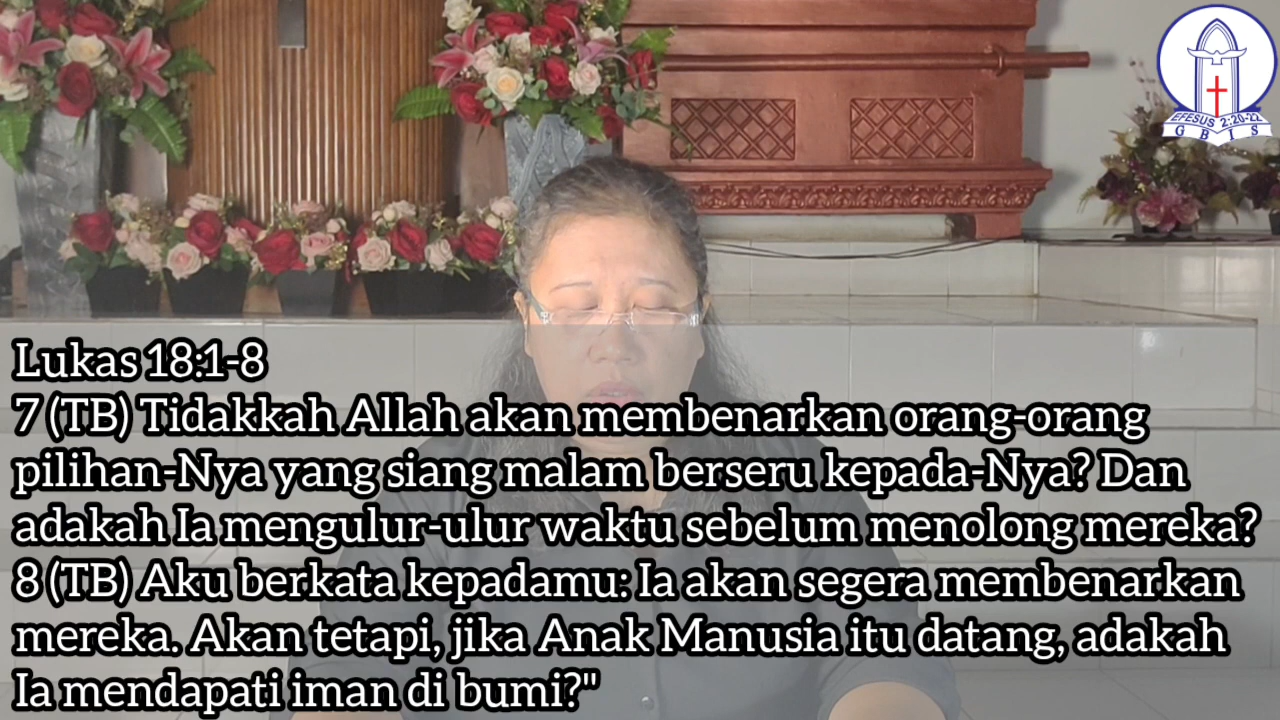 EFESUS 2:20-22
G B I S
Lukas 18:1-8
7 (TB) Tidakkah Allah akan membenarkan orang-orang
pilihan-Nya yang siang malam berseru kepada-Nya? Dan
adakah Ia mengulur-ulur waktu sebelum menolong mereka?
8 (TB) Aku berkata kepadamu: Ia akan segera membenarkan
mereka. Akan tetapi, jika Anak Manusia itu datang, adakah
Ia mendapati iman di bumi?"